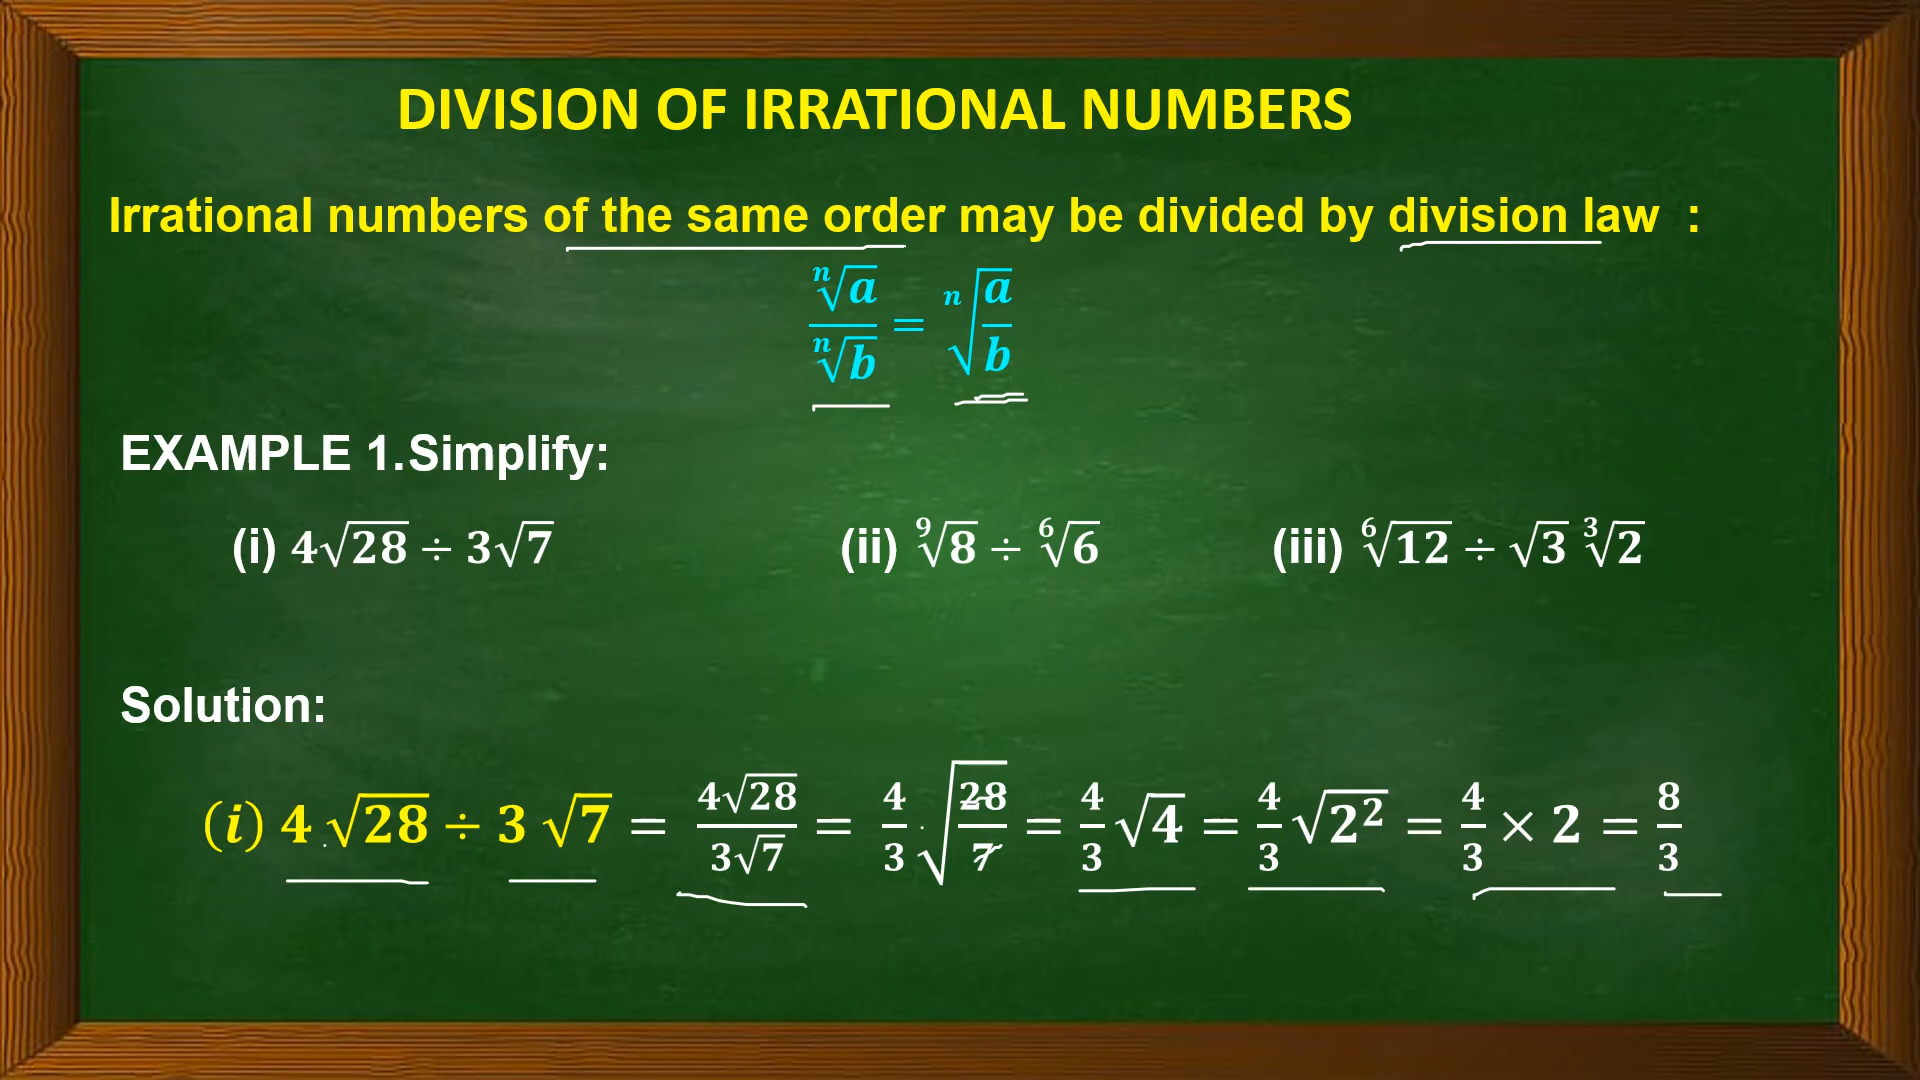 DIVISION OF IRRATIONAL NUMBERS
Irrational numbers of the same order may be divided by division law :
ⁿ√a / ⁿ√b = ⁿ√(a/b)
EXAMPLE 1.Simplify:
(i) 4√28 ÷ 3√7 (ii) ⁹√8 ÷ ⁶√6 (iii) ⁶√12 ÷ √3 ³√2
Solution:
(i) 4 √28 ÷ 3 √7 = 4√28 / 3√7 = 4/3 √(28/7) = 4/3 √4 = 4/3 √2² = 4/3 × 2 = 8/3